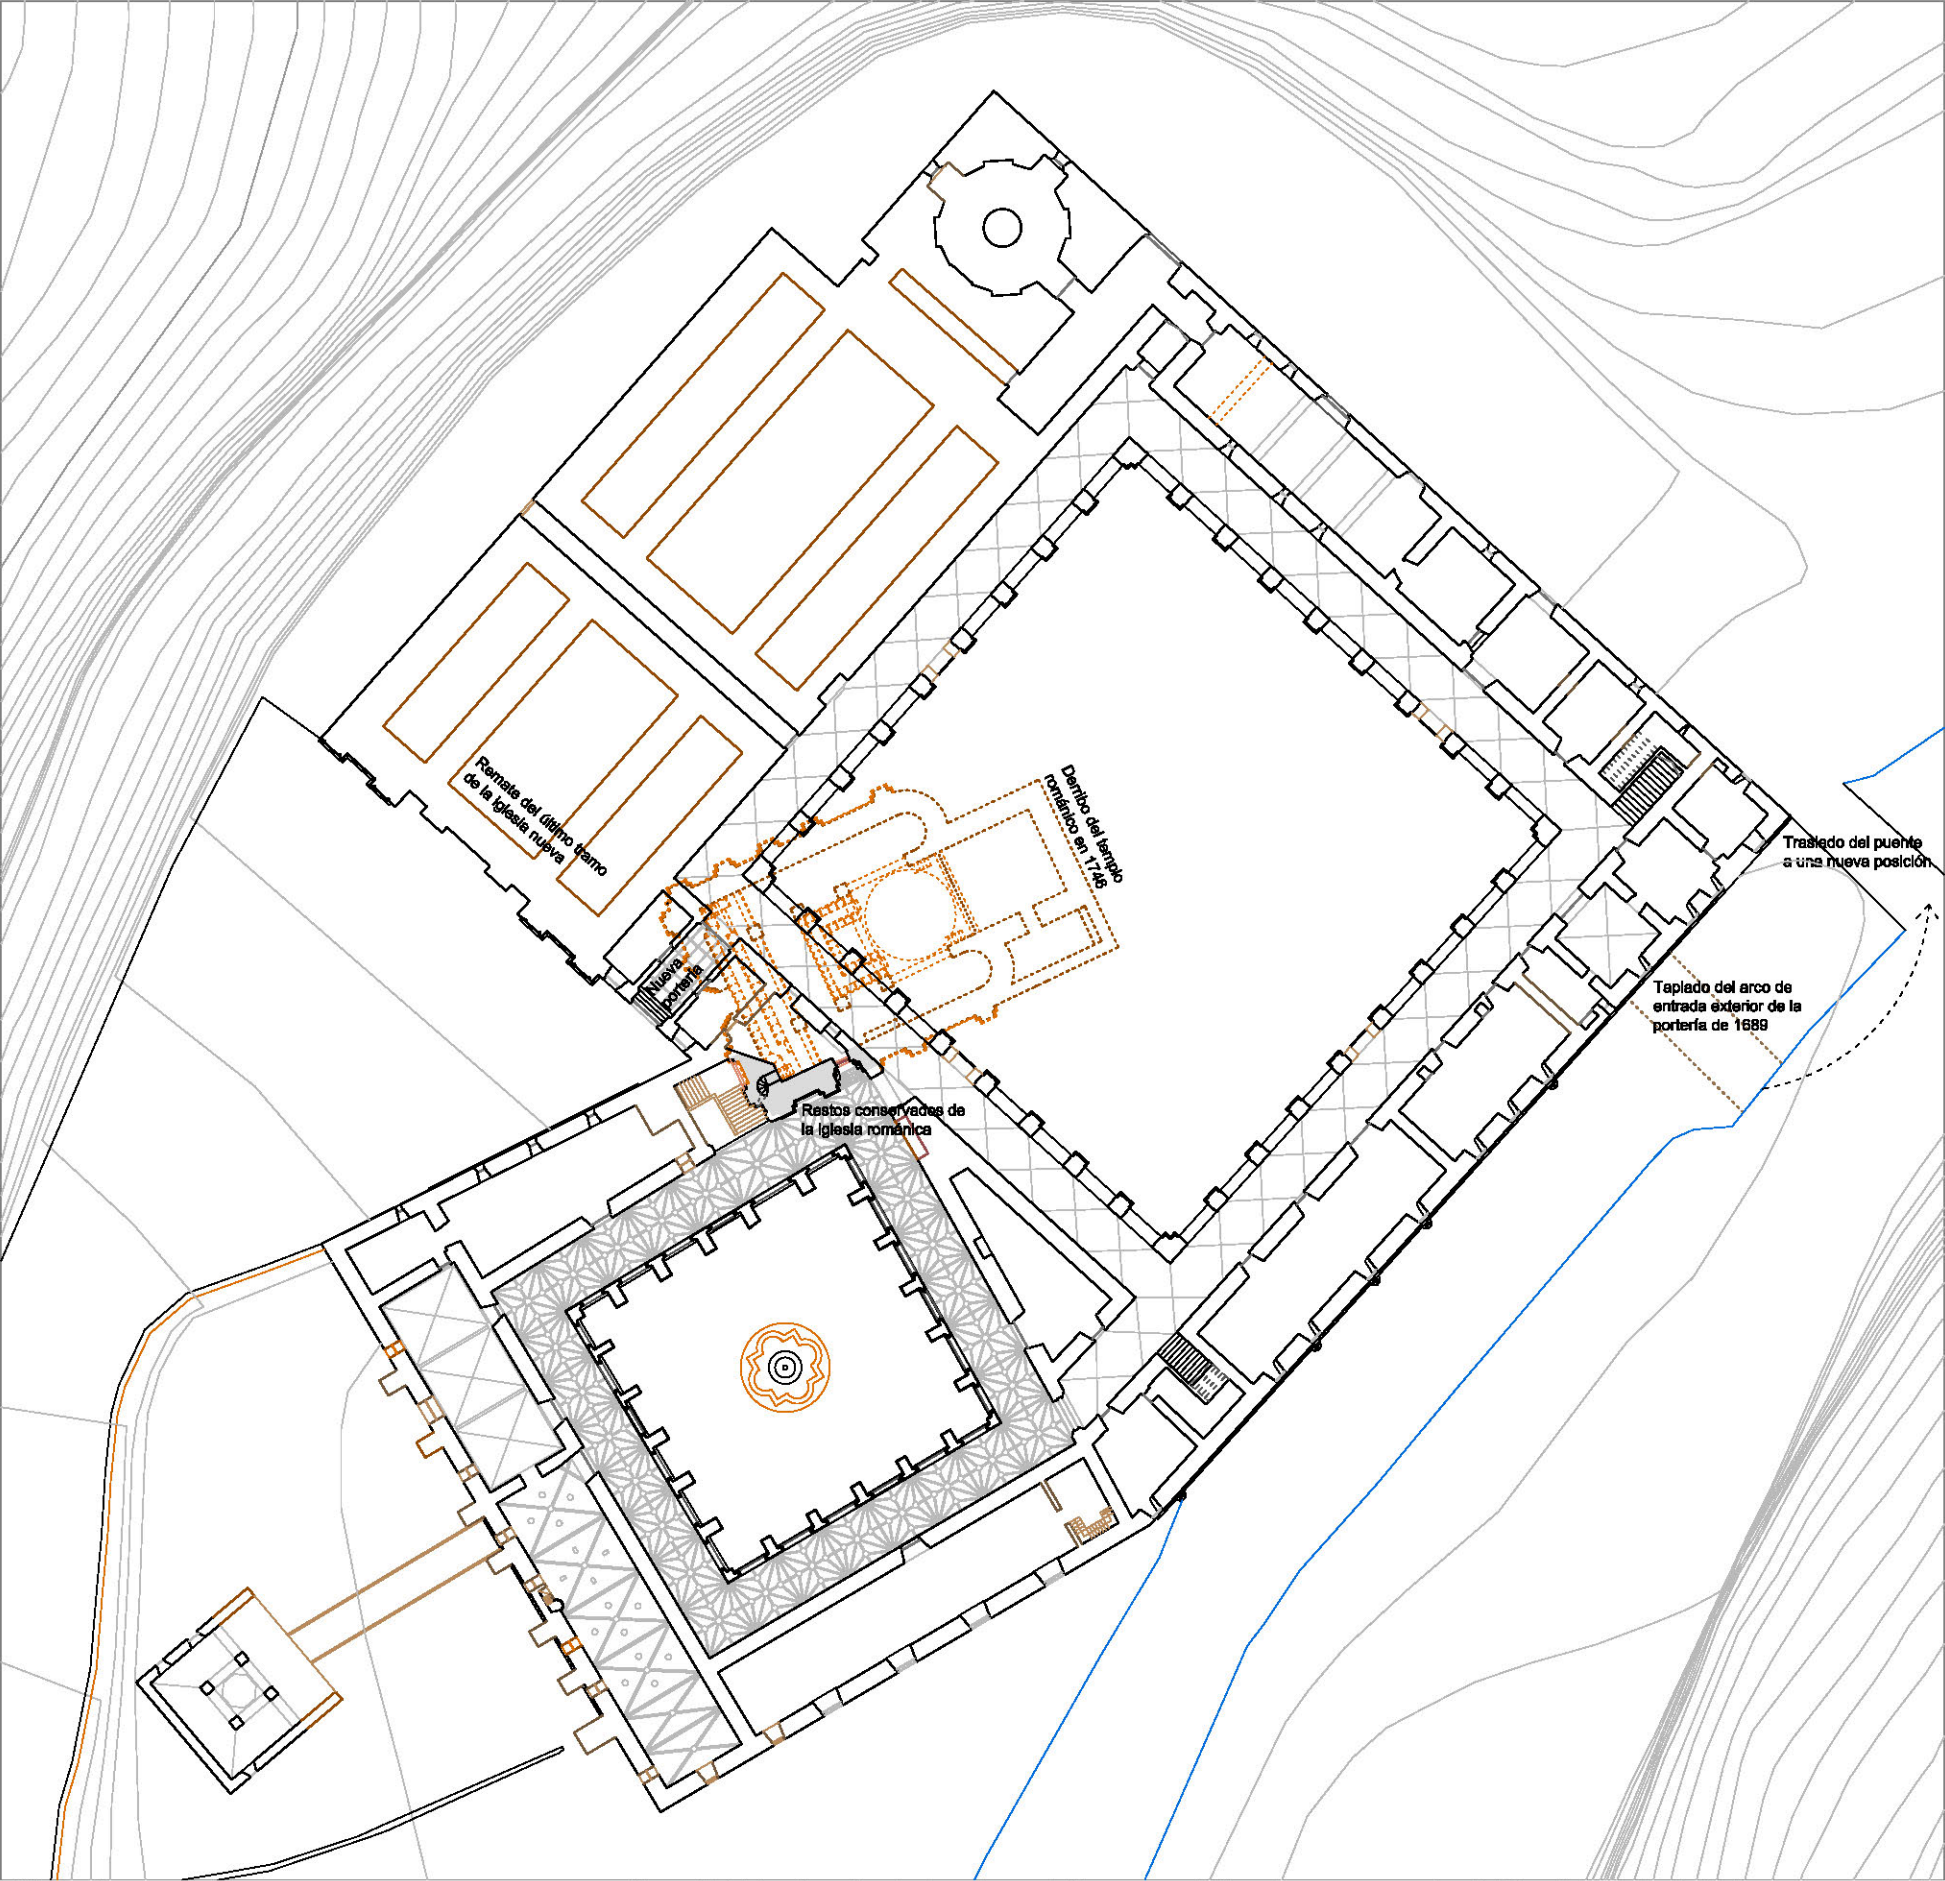 Remate del último tramo
de la iglesia nueva
Derribo del templo
románico en 1746
Traslado del puente
a una nueva posición
Nueva
portería
Tapiado del arco de
entrada exterior de la
portería de 1689
Restos conservados de
la iglesia románica